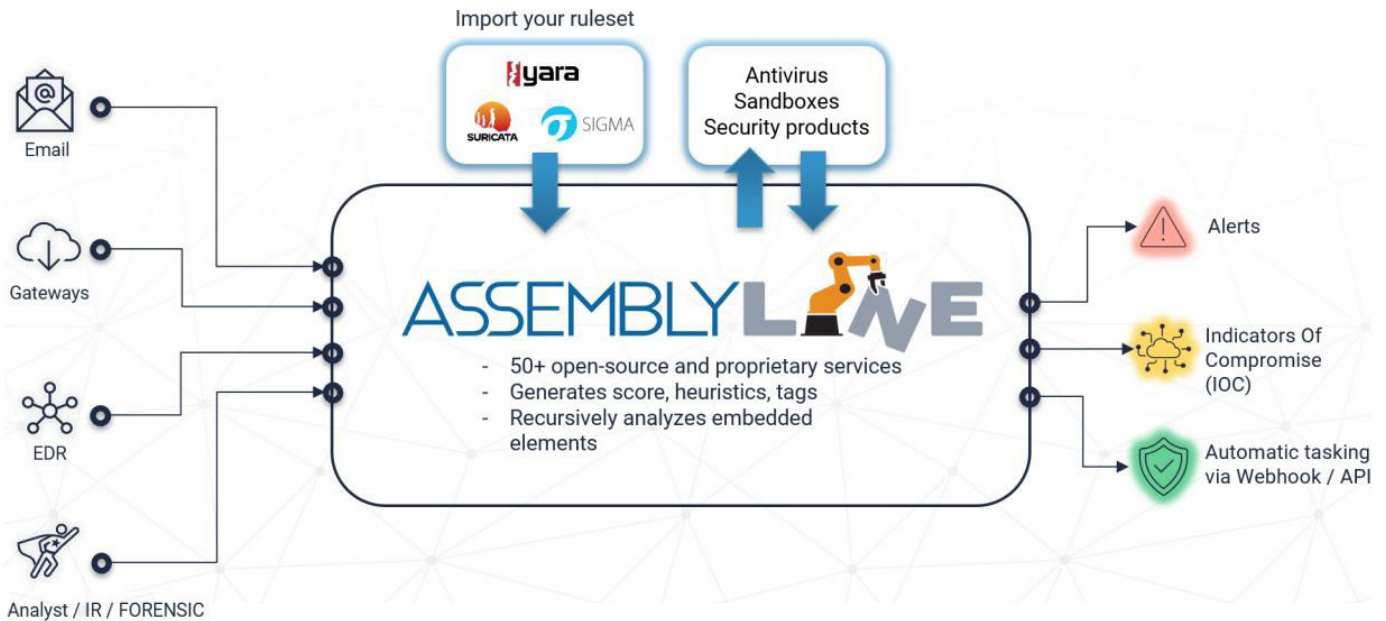 Import your ruleset
yara
SURICATA
SIGMA
Antivirus
Sandboxes
Security products
Email
Gateways
EDR
Analyst / IR / FORENSIC
ASSEMBLYLINE
- 50+ open-source and proprietary services
- Generates score, heuristics, tags
- Recursively analyzes embedded
elements
Alerts
Indicators Of
Compromise
(IOC)
Automatic tasking
via Webhook / API